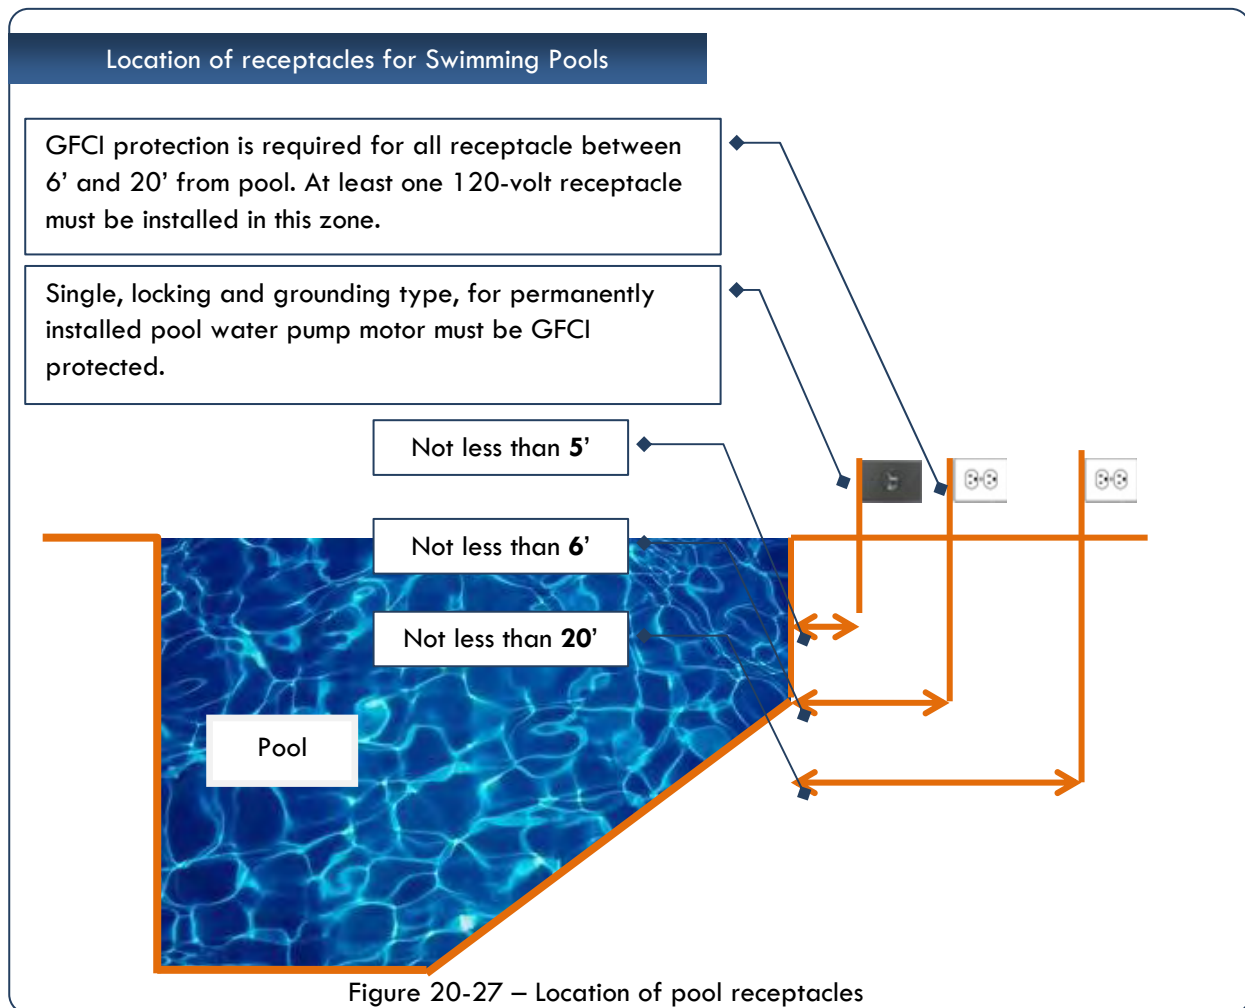 Location of receptacles for Swimming Pools
GFCI protection is required for all receptacle between
6’ and 20’ from pool. At least one 120-volt receptacle
must be installed in this zone.
Single, locking and grounding type, for permanently
installed pool water pump motor must be GFCI
protected.
Not less than 5’
Not less than 6’
Not less than 20’
Pool
Figure 20-27 – Location of pool receptacles